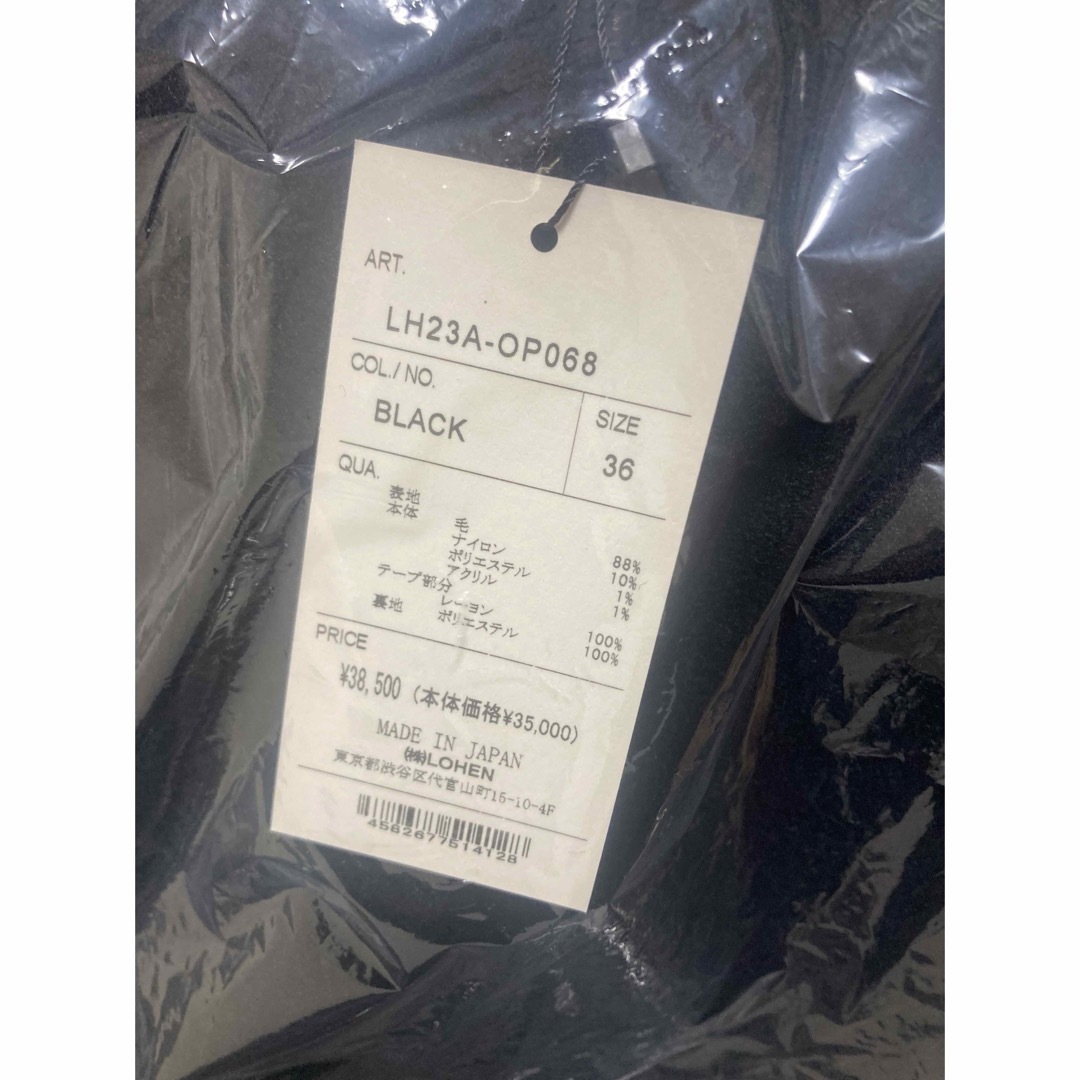 ART.
LH23A-OP068
COL./NO.
BLACK
SIZE
36
QUA.
表地
本体
毛 88%
ナイロン 10%
ポリエステル 1%
アクリル 1%
テープ部分
レーヨン 100%
裏地 ポリエステル 100%
PRICE
¥38,500 (本体価格¥35,000)
MADE IN JAPAN
㈱LOHEN
東京都渋谷区代官山町15-10-4F
4562677514128